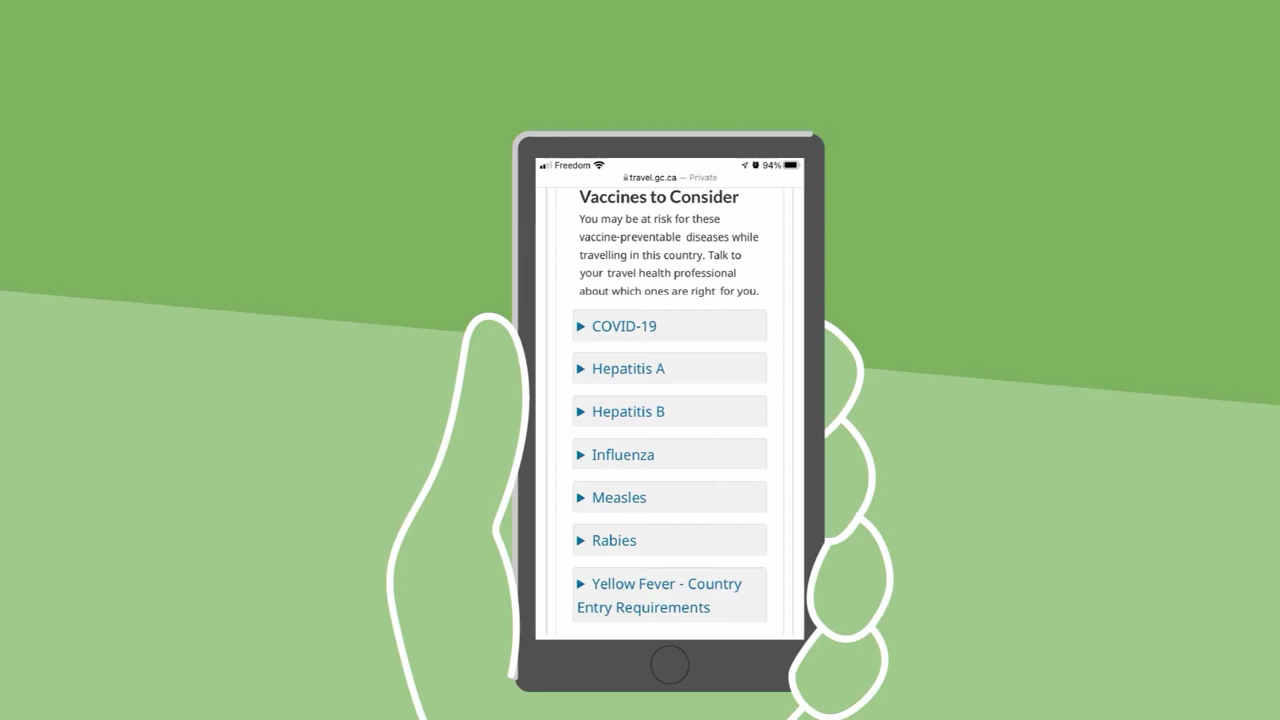 Freedom 94%
travel.gc.ca — Private
Vaccines to Consider
You may be at risk for these
vaccine-preventable diseases while
travelling in this country. Talk to
your travel health professional
about which ones are right for you.
COVID-19
Hepatitis A
Hepatitis B
Influenza
Measles
Rabies
Yellow Fever - Country
Entry Requirements